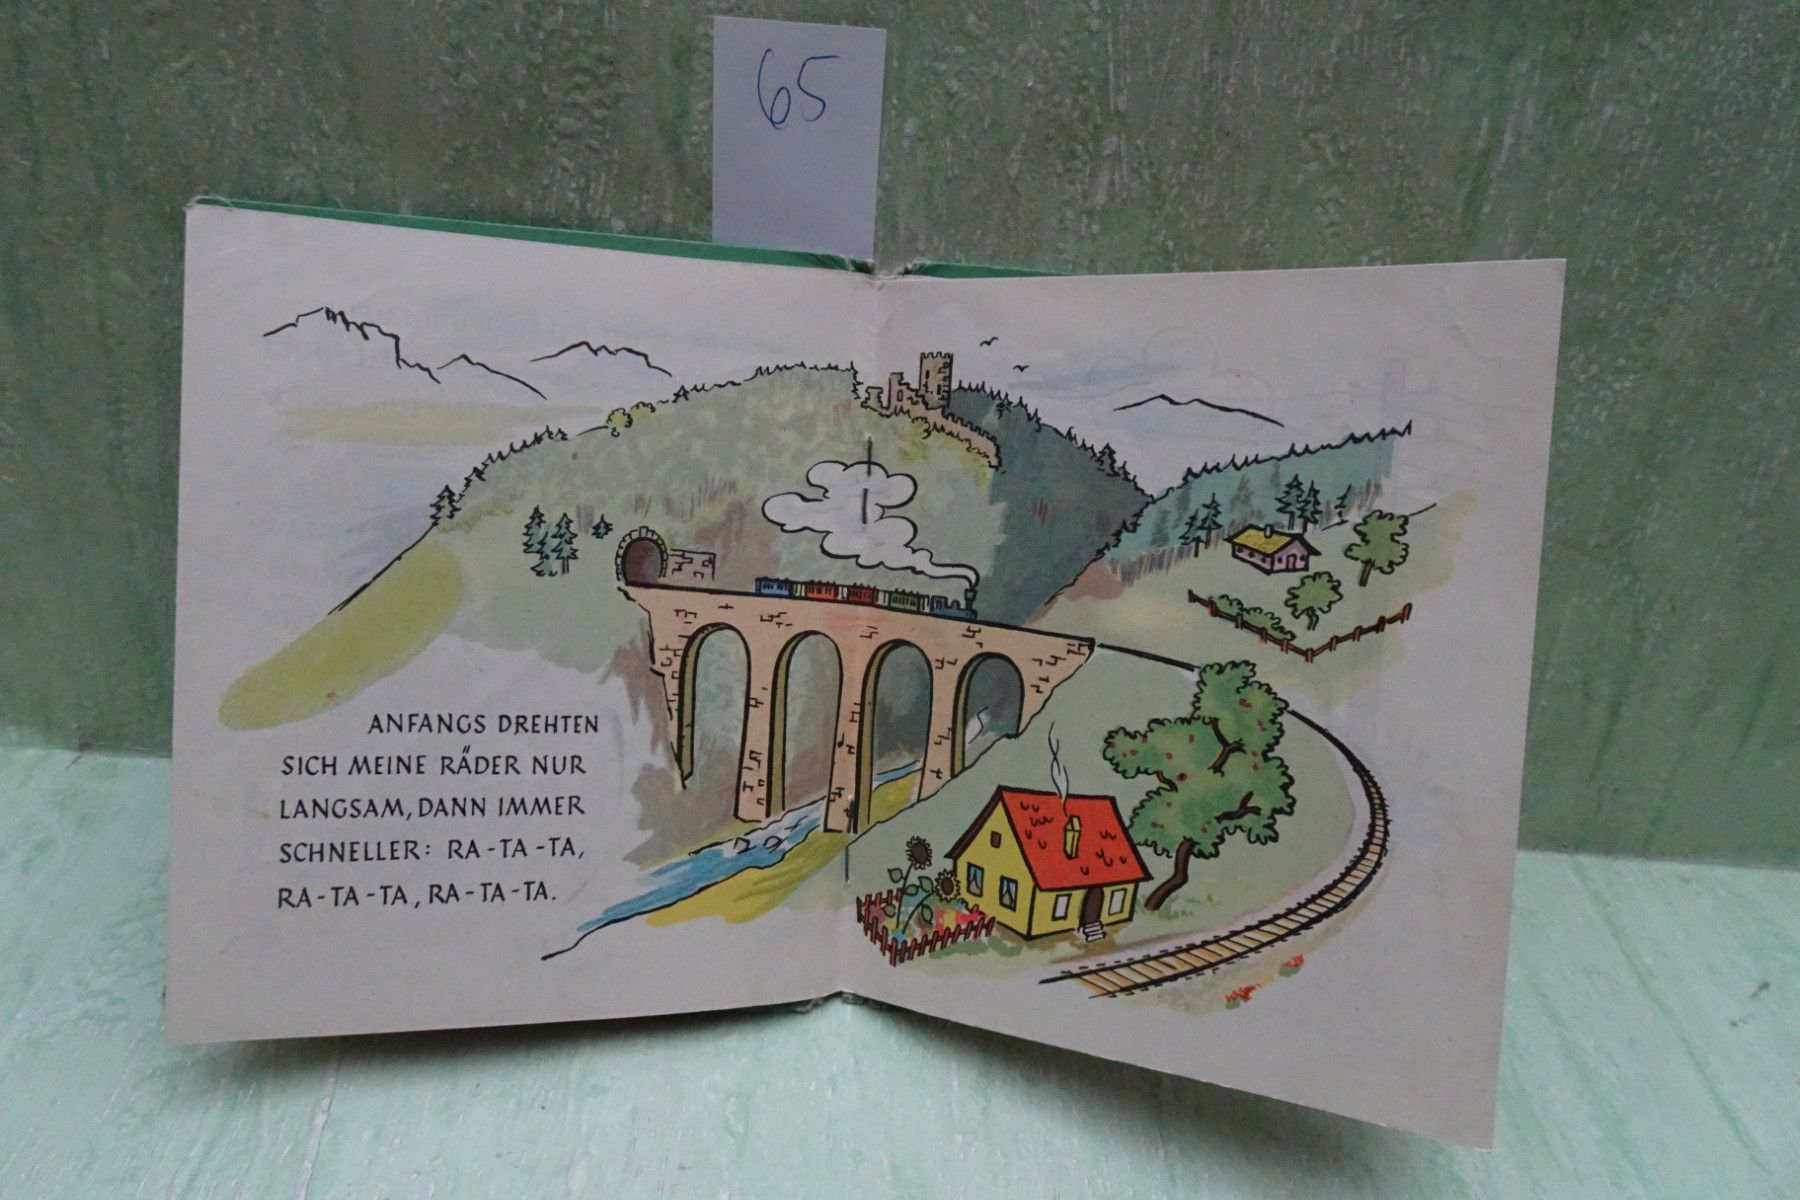 65
ANFANGS DREHTEN
SICH MEINE RÄDER NUR
LANGSAM, DANN IMMER
SCHNELLER: RA-TA-TA,
RA-TA-TA, RA-TA-TA.